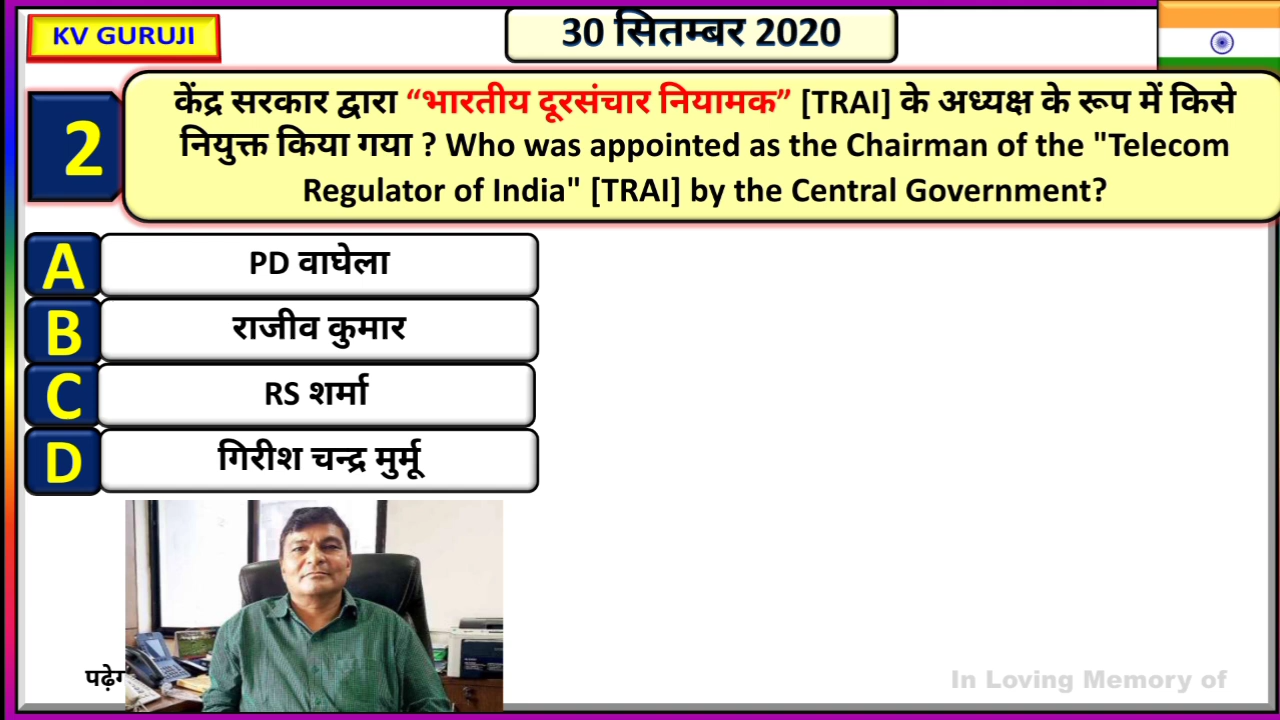 KV GURUJI
30 सितम्बर 2020
2
केंद्र सरकार द्वारा “भारतीय दूरसंचार नियामक” [TRAI] के अध्यक्ष के रूप में किसे
नियुक्त किया गया ? Who was appointed as the Chairman of the "Telecom
Regulator of India" [TRAI] by the Central Government?
A PD वाघेला
B राजीव कुमार
C RS शर्मा
D गिरीश चन्द्र मुर्मू
In Loving Memory of